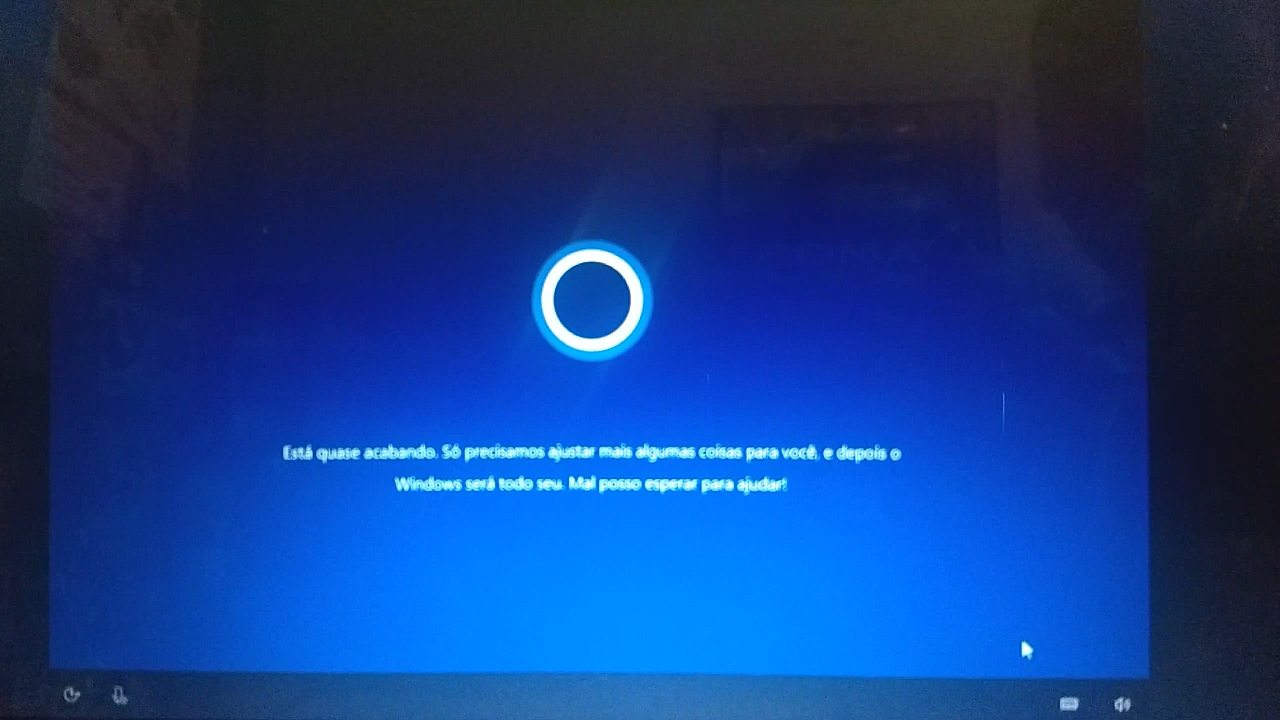 Está quase acabando. Só precisamos ajustar mais algumas coisas para você, e depois o
Windows será todo seu. Mal posso esperar para ajudar!